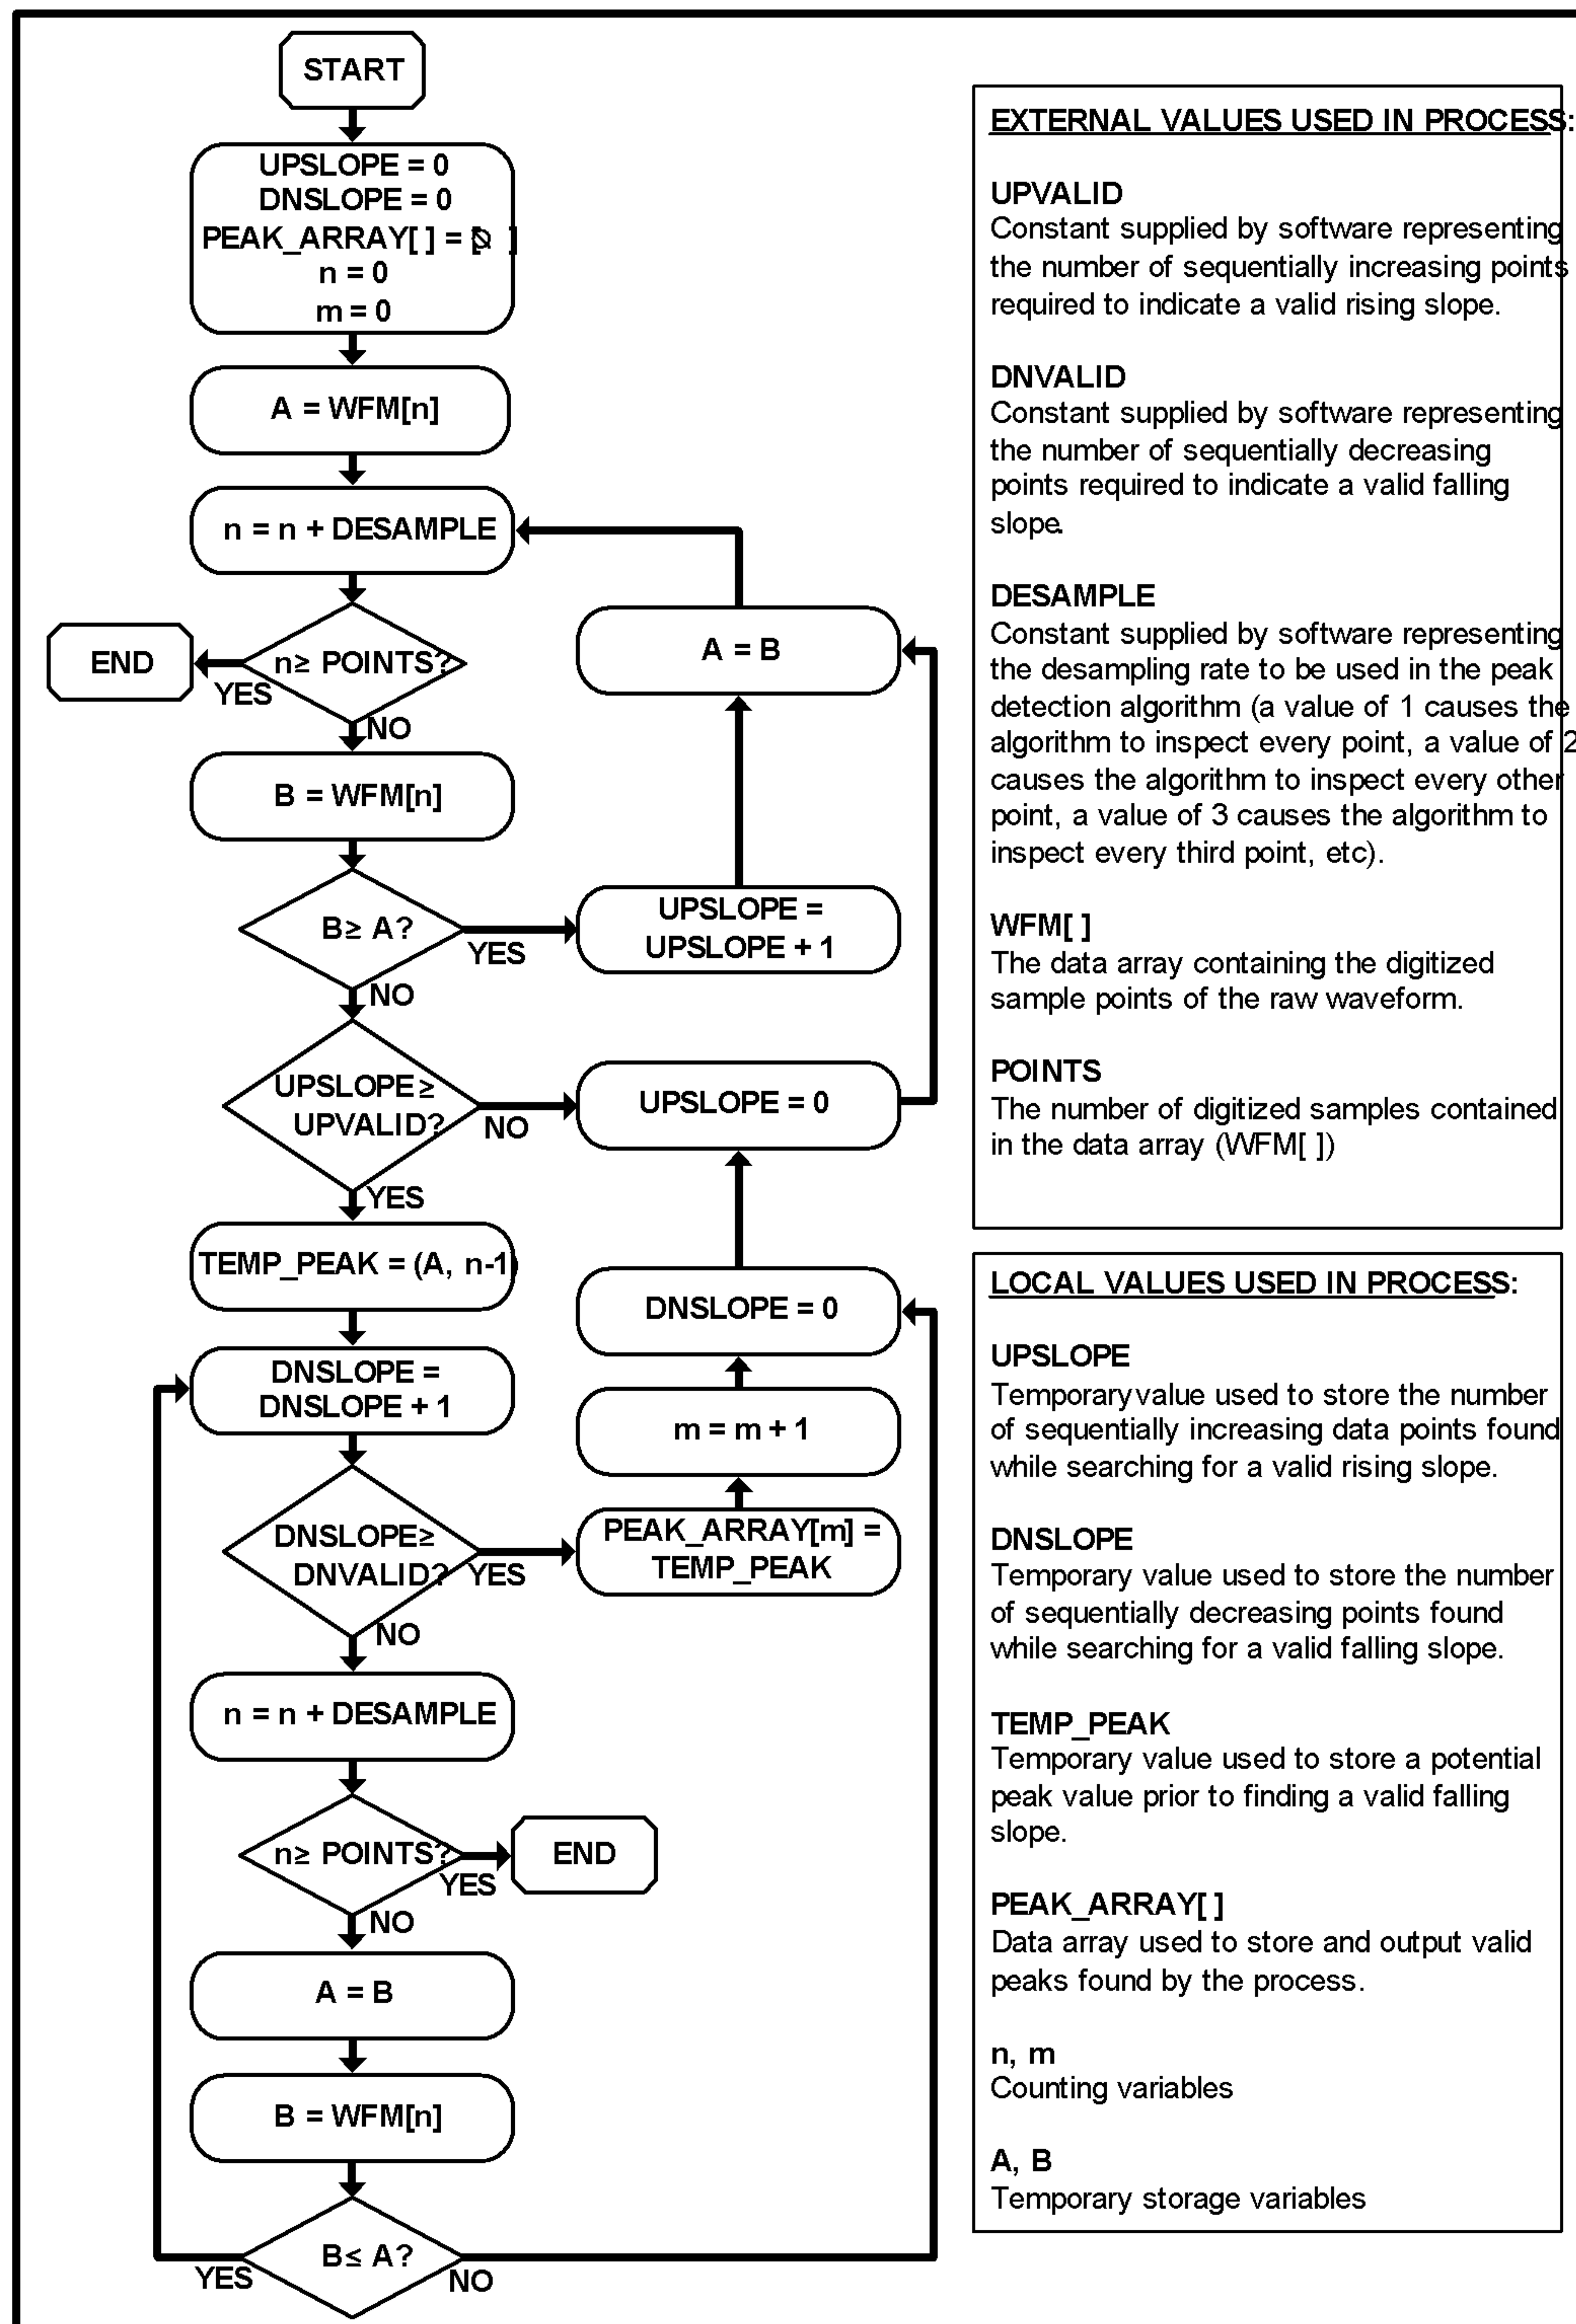 START
UPSLOPE = 0
DNSLOPE = 0
PEAK_ARRAY[ ] = [ ]
n = 0
m = 0
A = WFM[n]
n = n + DESAMPLE
n≥ POINTS?
YES
END
NO
A = B
B = WFM[n]
B≥ A?
YES
UPSLOPE =
UPSLOPE + 1
NO
UPSLOPE≥
UPVALID?
NO
UPSLOPE = 0
YES
TEMP_PEAK = (A, n-1)
DNSLOPE = 0
DNSLOPE =
DNSLOPE + 1
m = m + 1
DNSLOPE≥
DNVALID?
YES
PEAK_ARRAY[m] =
TEMP_PEAK
NO
n = n + DESAMPLE
n≥ POINTS?
YES
END
NO
A = B
B = WFM[n]
B≤ A?
YES
NO
EXTERNAL VALUES USED IN PROCESS:
UPVALID
Constant supplied by software representing
the number of sequentially increasing points
required to indicate a valid rising slope.
DNVALID
Constant supplied by software representing
the number of sequentially decreasing
points required to indicate a valid falling
slope.
DESAMPLE
Constant supplied by software representing
the desampling rate to be used in the peak
detection algorithm (a value of 1 causes the
algorithm to inspect every point, a value of 2
causes the algorithm to inspect every other
point, a value of 3 causes the algorithm to
inspect every third point, etc).
WFM[ ]
The data array containing the digitized
sample points of the raw waveform.
POINTS
The number of digitized samples contained
in the data array (WFM[ ])
LOCAL VALUES USED IN PROCESS:
UPSLOPE
Temporary value used to store the number
of sequentially increasing data points found
while searching for a valid rising slope.
DNSLOPE
Temporary value used to store the number
of sequentially decreasing points found
while searching for a valid falling slope.
TEMP_PEAK
Temporary value used to store a potential
peak value prior to finding a valid falling
slope.
PEAK_ARRAY[ ]
Data array used to store and output valid
peaks found by the process.
n, m
Counting variables
A, B
Temporary storage variables